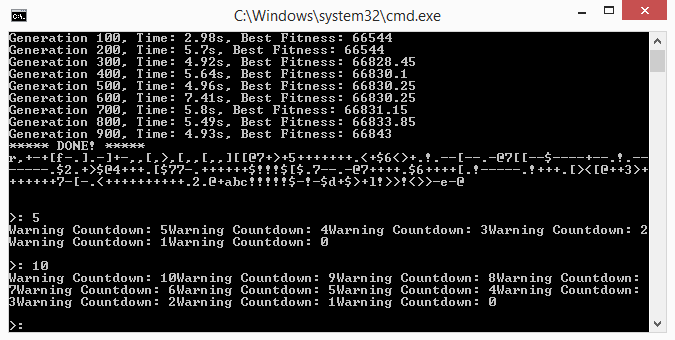 C:\Windows\system32\cmd.exe
Generation 100, Time: 2.98s, Best Fitness: 66544
Generation 200, Time: 5.7s, Best Fitness: 66544
Generation 300, Time: 4.92s, Best Fitness: 66828.45
Generation 400, Time: 5.64s, Best Fitness: 66830.1
Generation 500, Time: 4.96s, Best Fitness: 66830.25
Generation 600, Time: 7.41s, Best Fitness: 66830.25
Generation 700, Time: 5.8s, Best Fitness: 66831.15
Generation 800, Time: 5.49s, Best Fitness: 66833.85
Generation 900, Time: 4.93s, Best Fitness: 66843
***** DONE! *****
r,+-+[f-.].-]+-,,[,>,[,,[,,][[@7+>+5+++++++.<+$6<>+.!.--[--.-@7[[--$----+--.!.--
-----.$2.+>$@4+++.[$77-.++++++$!!!$[$.7--.-@7++++.$6++++[.!-----.!+++.[><[@++3>+
++++++7-[-.<++++++++++.2.@+abc!!!!!$-!-$d+$>+l!>>!<>>-e-@
>: 5
Warning Countdown: 5Warning Countdown: 4Warning Countdown: 3Warning Countdown: 2
Warning Countdown: 1Warning Countdown: 0
>: 10
Warning Countdown: 10Warning Countdown: 9Warning Countdown: 8Warning Countdown:
7Warning Countdown: 6Warning Countdown: 5Warning Countdown: 4Warning Countdown:
3Warning Countdown: 2Warning Countdown: 1Warning Countdown: 0
>: